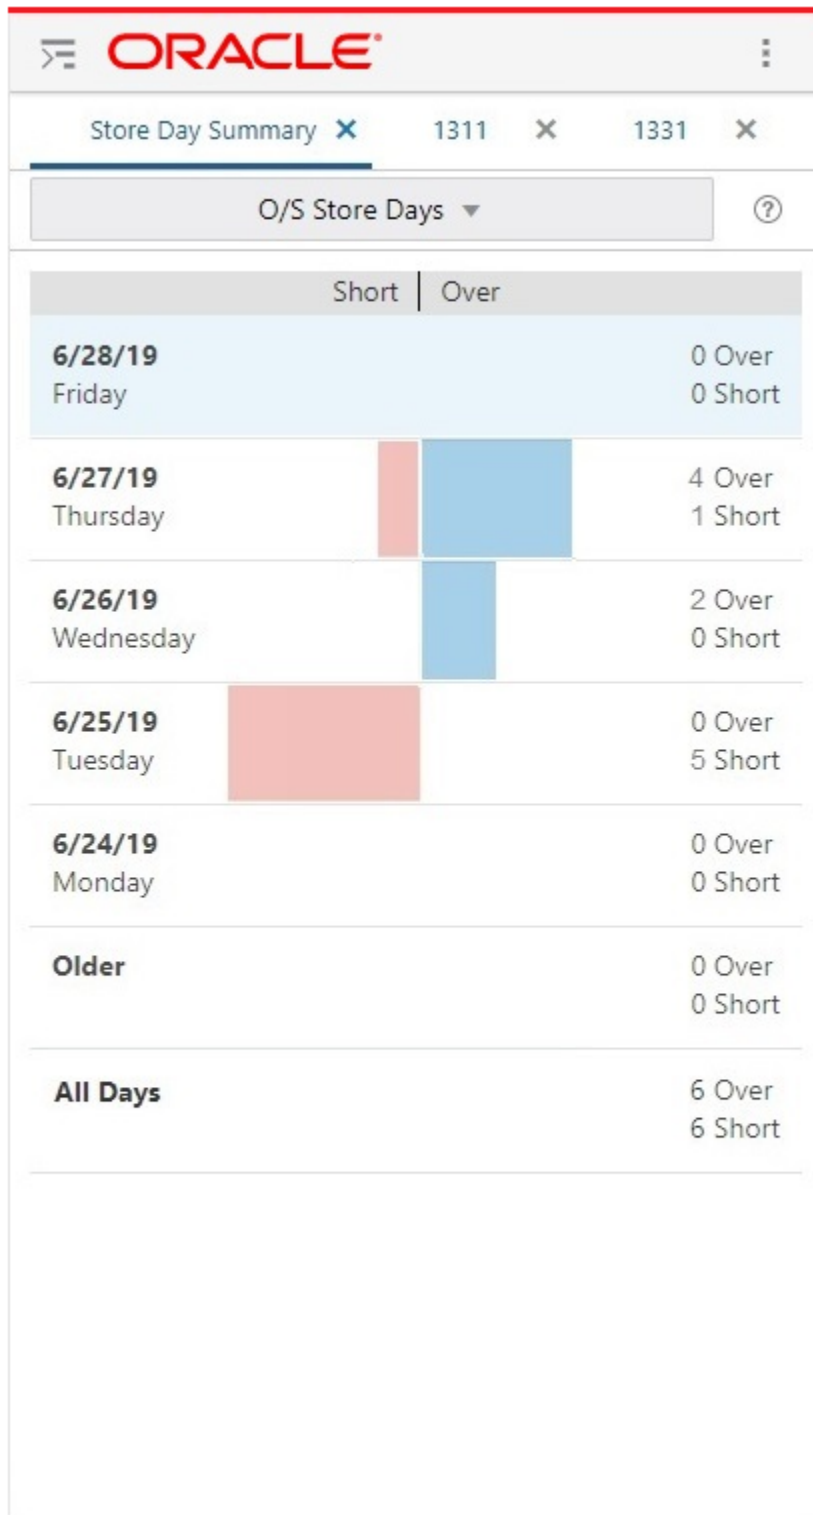 ORACLE®
Store Day Summary 1311 1331
O/S Store Days
Short Over
6/28/19 0 Over
Friday 0 Short
6/27/19 4 Over
Thursday 1 Short
6/26/19 2 Over
Wednesday 0 Short
6/25/19 0 Over
Tuesday 5 Short
6/24/19 0 Over
Monday 0 Short
Older 0 Over
0 Short
All Days 6 Over
6 Short